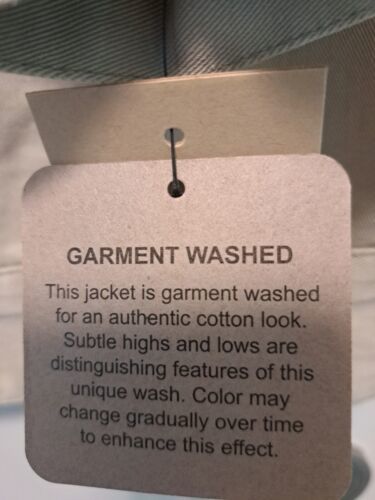 GARMENT WASHED
This jacket is garment washed
for an authentic cotton look.
Subtle highs and lows are
distinguishing features of this
unique wash. Color may
change gradually over time
to enhance this effect.